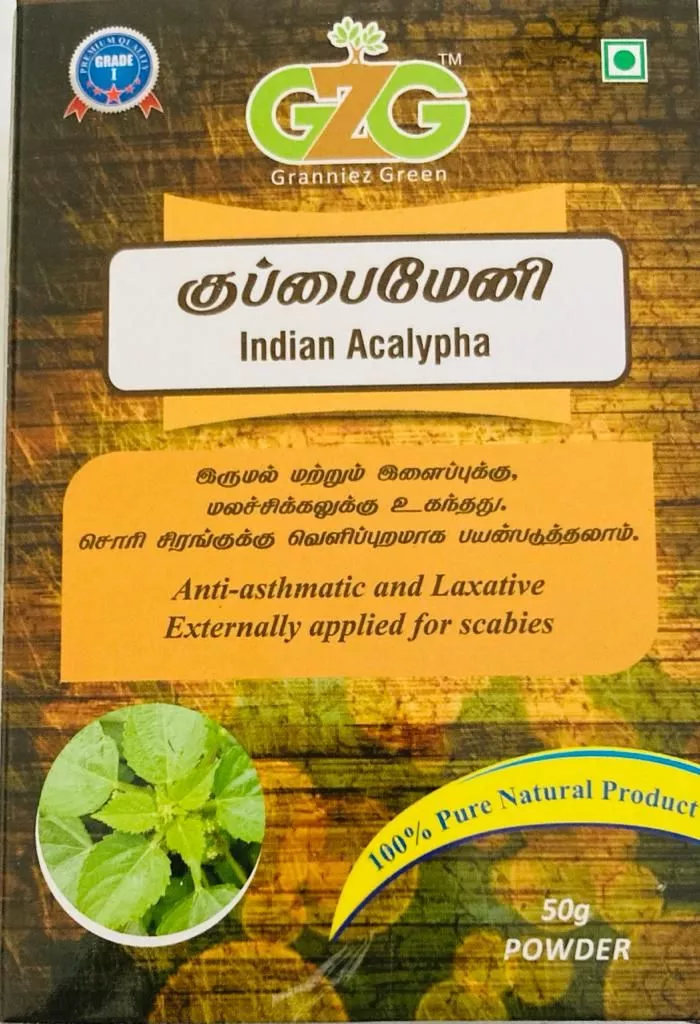 PREMIUM QUALITY
GRADE
I
GZG TM
Granniez Green
குப்பைமேனி
Indian Acalypha
இருமல் மற்றும் இளைப்புக்கு,
மலச்சிக்கலுக்கு உகந்தது.
சொரி சிரங்குக்கு வெளிப்புறமாக பயன்படுத்தலாம்.
Anti-asthmatic and Laxative
Externally applied for scabies
100% Pure Natural Product
50g
POWDER